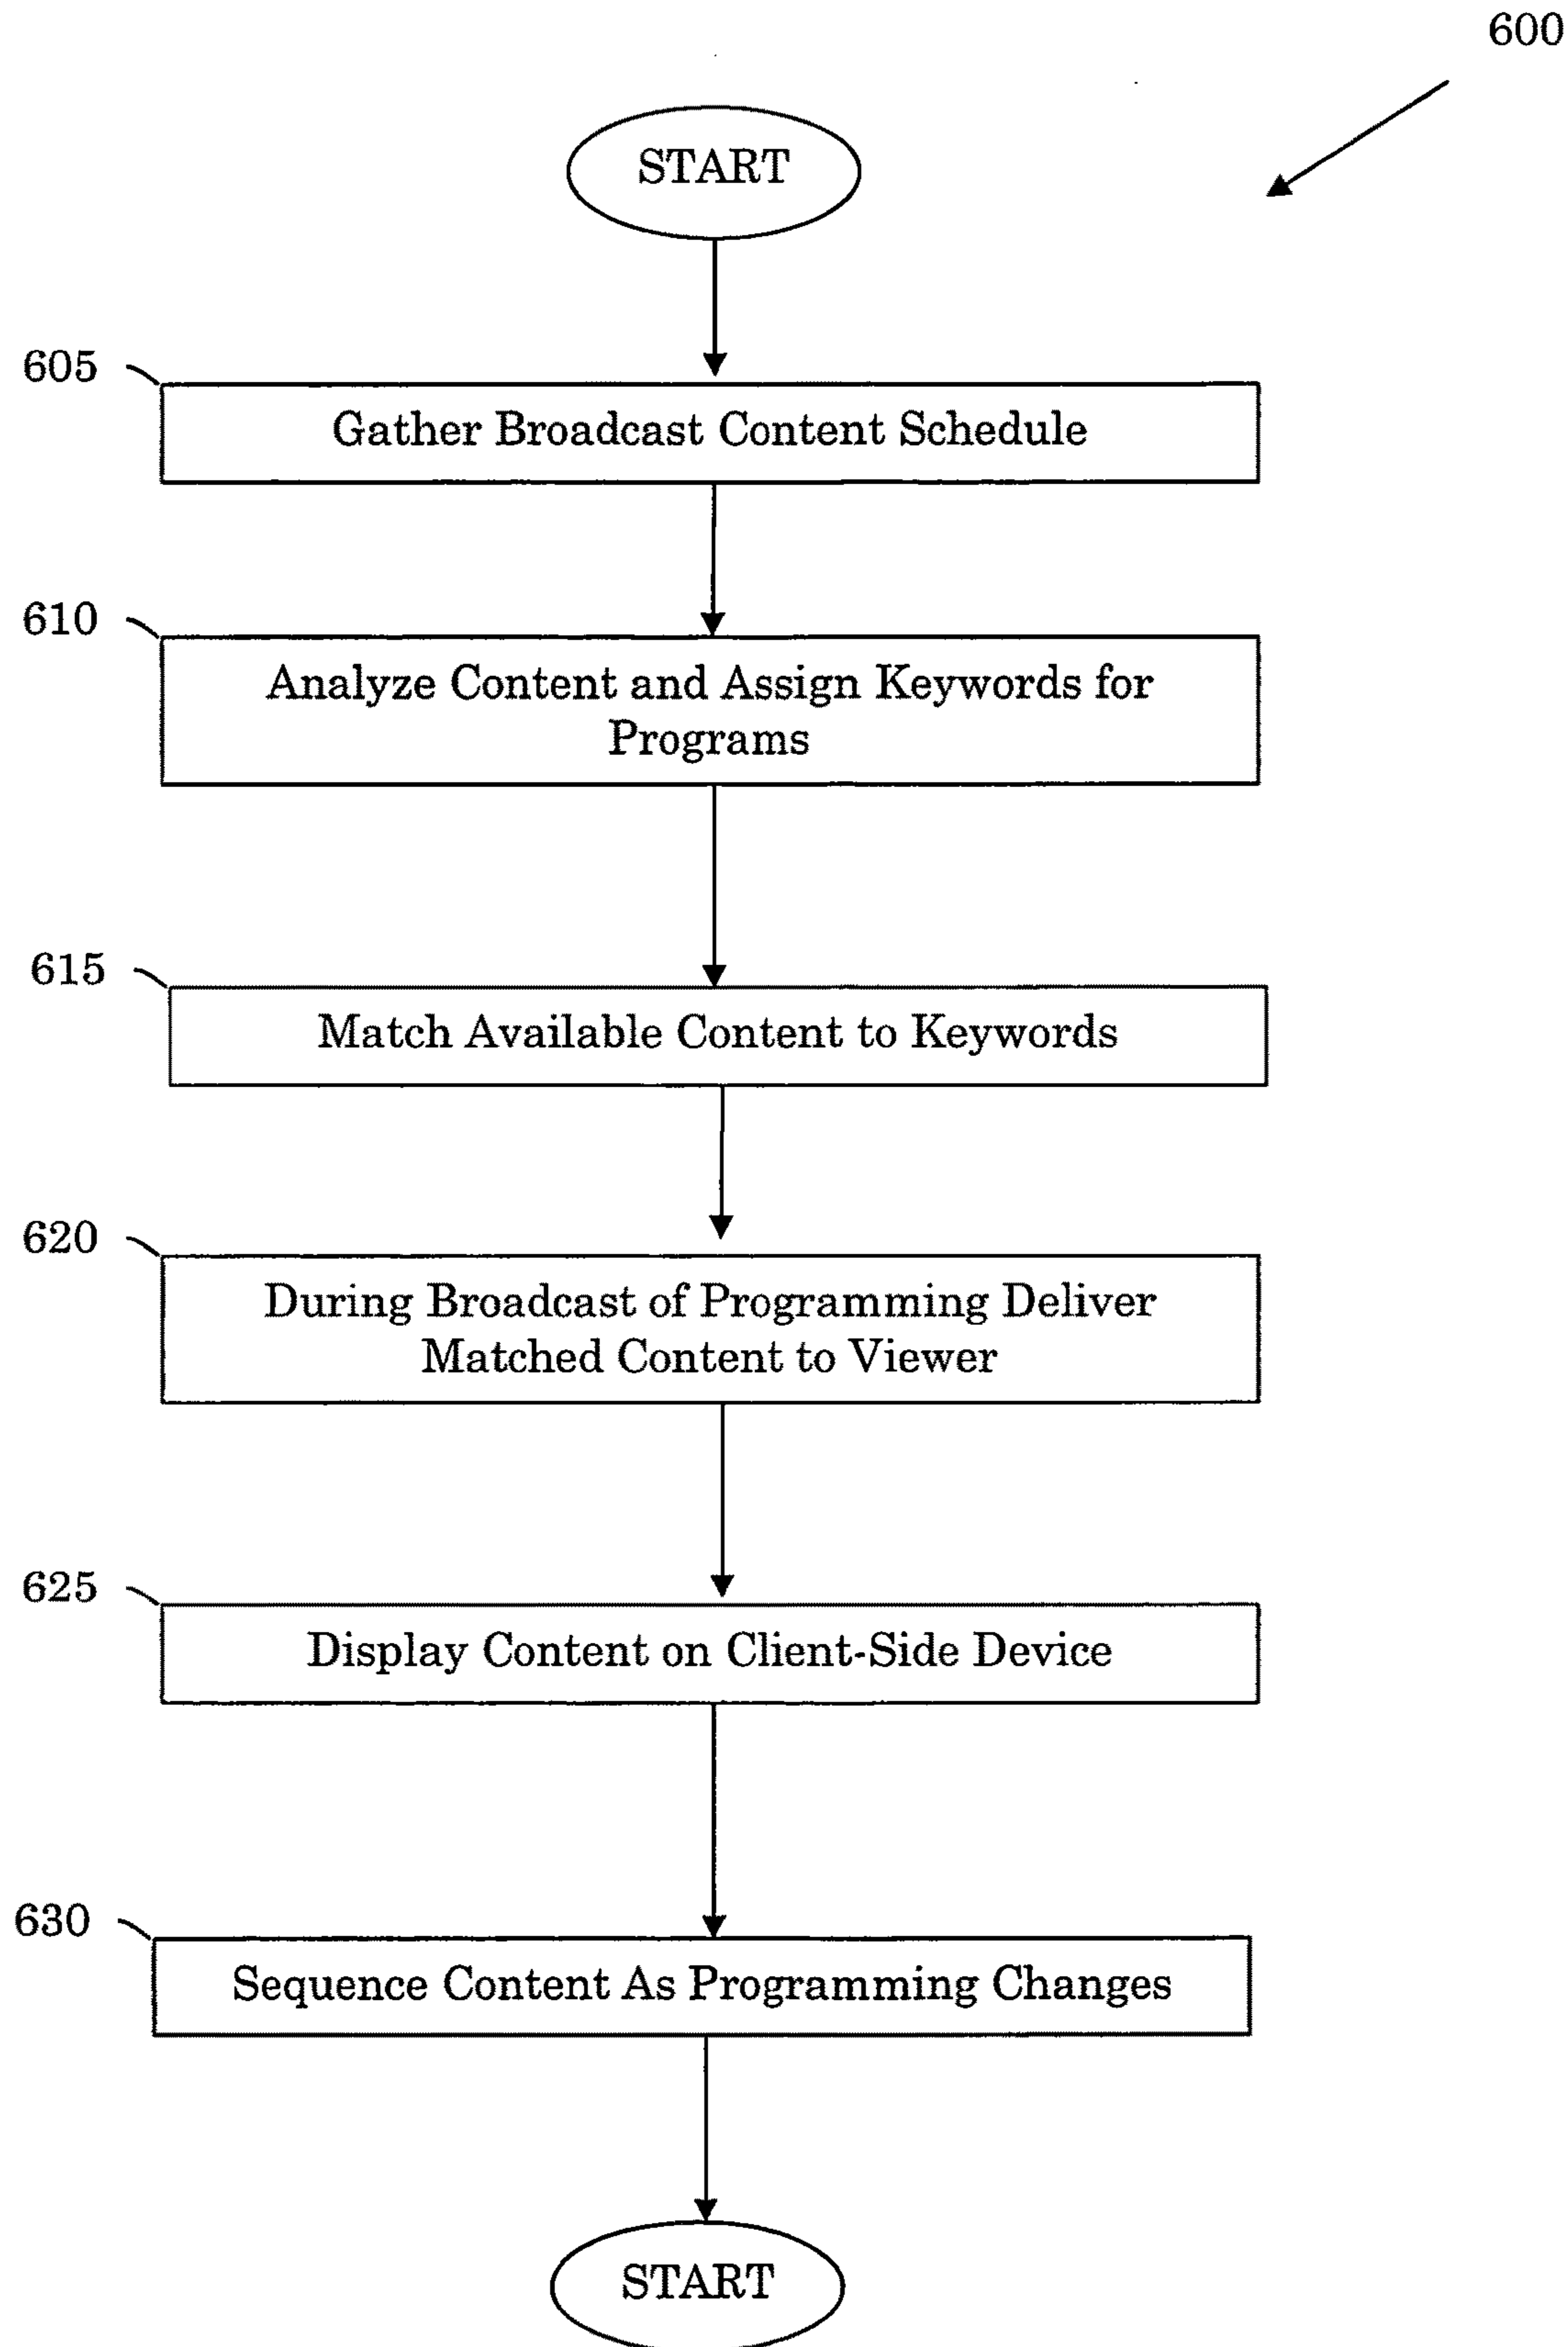 600
START
605
Gather Broadcast Content Schedule
610
Analyze Content and Assign Keywords for
Programs
615
Match Available Content to Keywords
620
During Broadcast of Programming Deliver
Matched Content to Viewer
625
Display Content on Client-Side Device
630
Sequence Content As Programming Changes
START